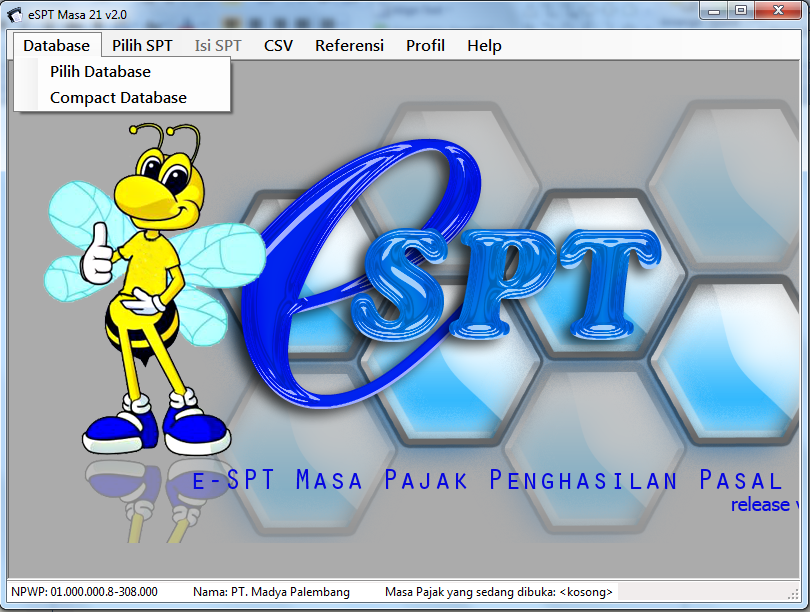 eSPT Masa 21 v2.0
Database Pilih SPT Isi SPT CSV Referensi Profil Help
Pilih Database
Compact Database
eSPT
e-SPT Masa Pajak Penghasilan Pasal
release v
NPWP: 01.000.000.8-308.000 Nama: PT. Madya Palembang Masa Pajak yang sedang dibuka: <kosong>